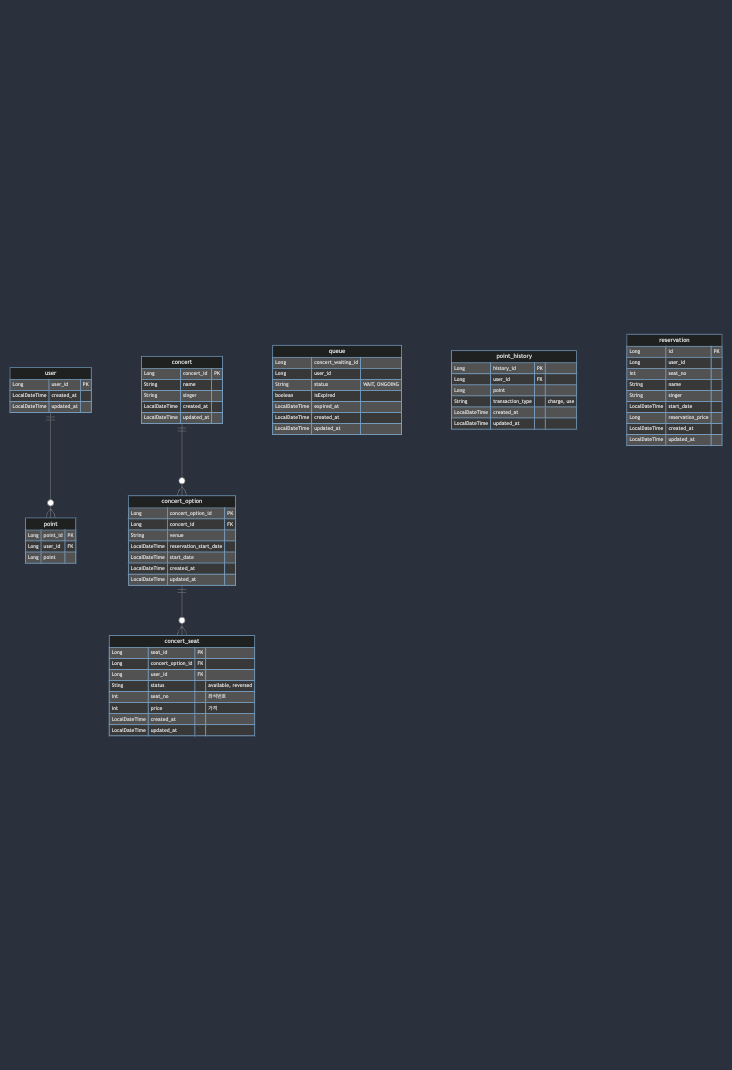 user
Long user_id PK
LocalDateTime created_at
LocalDateTime updated_at
point
Long point_id PK
Long user_id FK
Long point
concert
Long concert_id PK
String name
String singer
LocalDateTime created_at
LocalDateTime updated_at
concert_option
Long concert_option_id PK
Long concert_id FK
String venue
LocalDateTime reservation_start_date
LocalDateTime start_date
LocalDateTime created_at
LocalDateTime updated_at
concert_seat
Long seat_id PK
Long concert_option_id FK
Long user_id FK
Sting status available, reversed
int seat_no 좌석번호
int price 가격
LocalDateTime created_at
LocalDateTime updated_at
queue
Long concert_waiting_id
Long user_id
String status WAIT, ONGOING
boolean isExpired
LocalDateTime expired_at
LocalDateTime created_at
LocalDateTime updated_at
point_history
Long history_id PK
Long user_id FK
Long point
String transaction_type charge, use
LocalDateTime created_at
LocalDateTime updated_at
reservation
Long id PK
Long user_id
int seat_no
String name
String singer
LocalDateTime start_date
Long reservation_price
LocalDateTime created_at
LocalDateTime updated_at